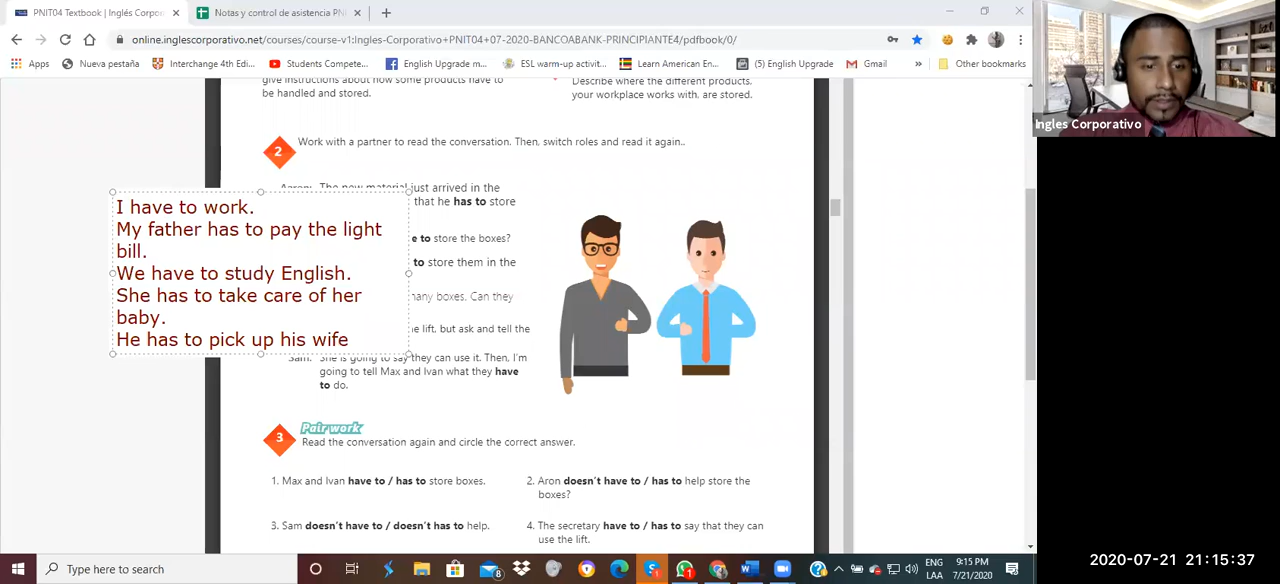 PNIT04 Textbook | Inglés Corpor
Notas y control de asistencia PNI
online.inglescorporativo.net/courses/course-v1:Ingles-Corporativo+PNIT04+07-2020-BANCOABANK-PRINCIPIANTE4/pdfbook/0/
Apps
Nueva pestaña
Interchange 4th Edi...
Students Compete...
English Upgrade m...
ESL warm-up activit...
Learn American En...
(5) English Upgrade
Gmail
»
Other bookmarks
Ingles Corporativo
give instructions about how some products have to
be handled and stored.
Describe where the different products,
your workplace works with, are stored.
2
Work with a partner to read the conversation. Then, switch roles and read it again..
The new material just arrived in the
that he has to store
e to store the boxes?
to store them in the
many boxes. Can they
e lift, but ask and tell the
Sam: She is going to say they can use it. Then, I'm
going to tell Max and Ivan what they have
to do.
I have to work.
My father has to pay the light
bill.
We have to study English.
She has to take care of her
baby.
He has to pick up his wife
3
Pair work
Read the conversation again and circle the correct answer.
1. Max and Ivan have to / has to store boxes.
2. Aron doesn't have to / has to help store the
boxes?
3. Sam doesn't have to / doesn't has to help.
4. The secretary have to / has to say that they can
use the lift.
Type here to search
8
1
1
ENG
LAA
9:15 PM
7/21/2020
2020-07-21 21:15:37